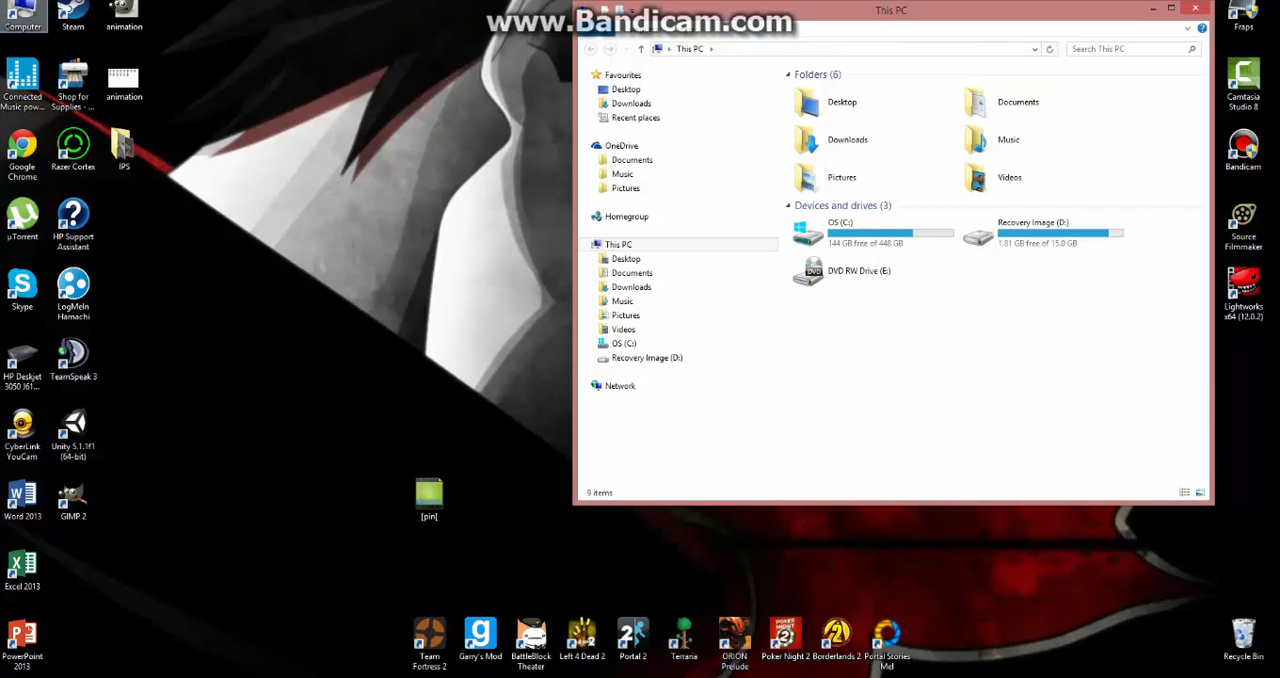 www.Bandicam.com
Computer
Steam
animation
Connected
Music pow...
Shop for
Supplies - ...
animation
Google
Chrome
Razer Cortex
IPS
µTorrent
HP Support
Assistant
Skype
LogMeIn
Hamachi
HP Deskjet
3050 J61...
TeamSpeak 3
CyberLink
YouCam
Unity 5.1.1f1
(64-bit)
Word 2013
GIMP 2
[pin[
Excel 2013
PowerPoint
2013
Team
Fortress 2
Garry's Mod
BattleBlock
Theater
Left 4 Dead 2
Portal 2
Terraria
ORION
Prelude
Poker Night 2
Borderlands 2
Portal Stories
Mel
This PC
This PC
Search This PC
Favourites
Desktop
Downloads
Recent places
OneDrive
Documents
Music
Pictures
Homegroup
This PC
Desktop
Documents
Downloads
Music
Pictures
Videos
OS (C:)
Recovery Image (D:)
Network
Folders (6)
Desktop
Documents
Downloads
Music
Pictures
Videos
Devices and drives (3)
OS (C:)
144 GB free of 448 GB
Recovery Image (D:)
1.81 GB free of 15.0 GB
DVD
DVD RW Drive (E:)
9 items
Fraps
Camtasia
Studio 8
Bandicam
Source
Filmmaker
Lightworks
x64 (12.0.2)
Recycle Bin